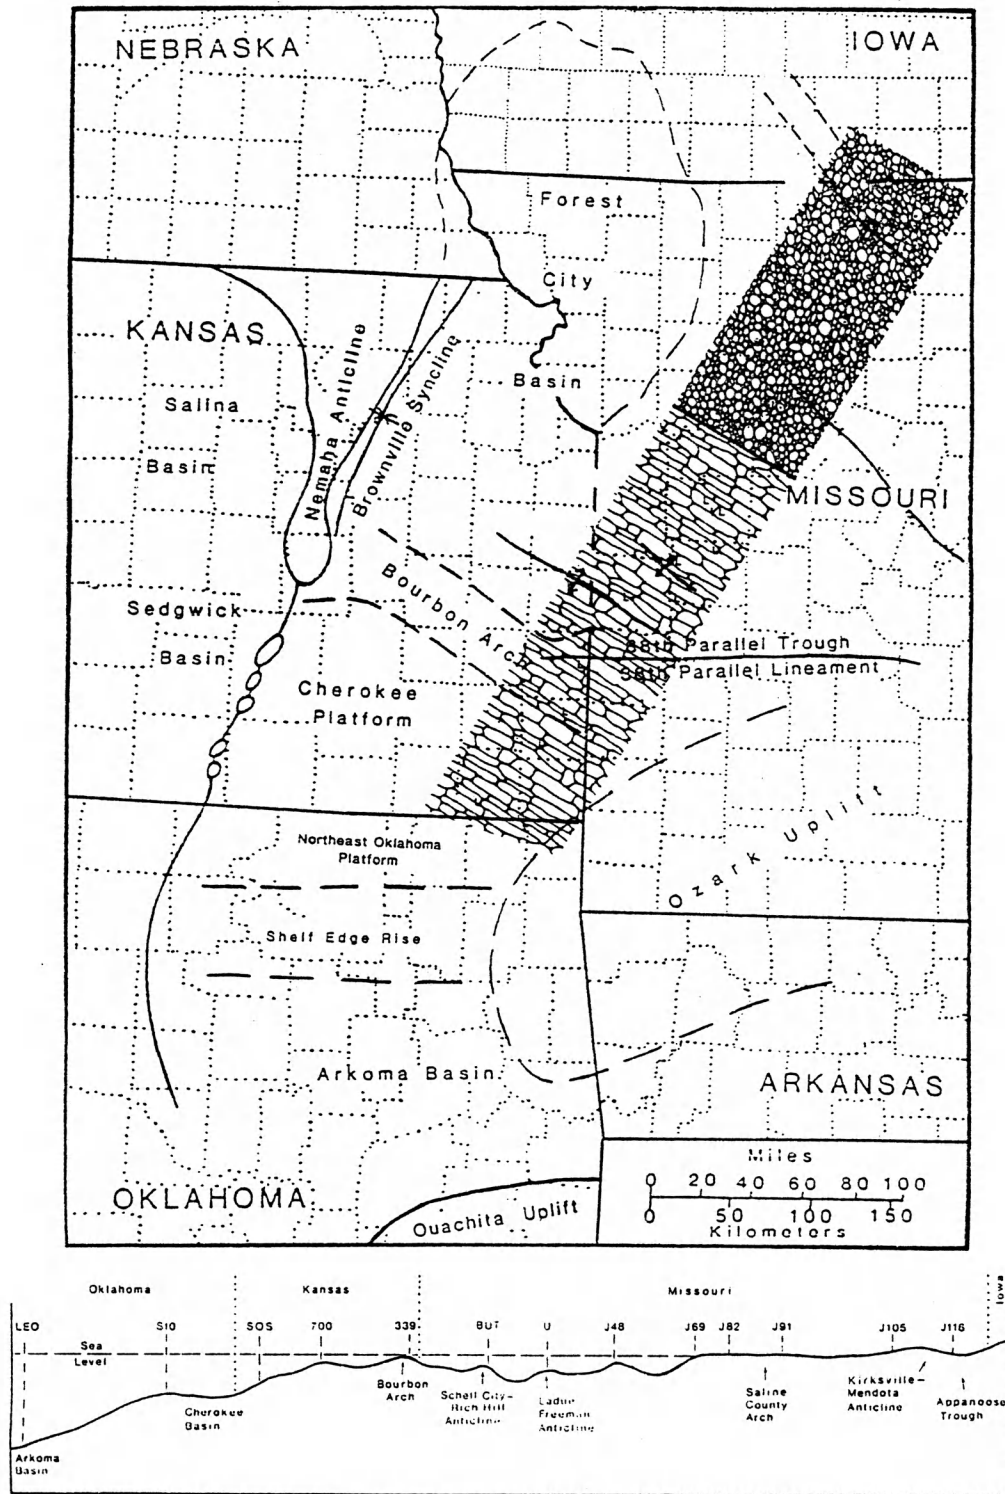 NEBRASKA
IOWA
Forest
City
Basin
KANSAS
Nemaha Anticline
Brownville Syncline
Salina
Basin
MISSOURI
Bourbon Arch
Sedgwick
Basin
38th Parallel Trough
38th Parallel Lineament
Cherokee
Platform
Ozark Uplift
Northeast Oklahoma
Platform
Shelf Edge Rise
Arkoma Basin
ARKANSAS
OKLAHOMA
Ouachita Uplift
Miles
0 20 40 60 80 100
0 50 100 150
Kilometers
Oklahoma Kansas Missouri Iowa
LEO S10 SOS 700 339 BUT U J48 J69 J82 J91 J105 J116
Sea
Level
Arkoma
Basin
Cherokee
Basin
Bourbon
Arch
Schell City–
Rich Hill
Anticline
Ladue
Freeman
Anticline
Saline
County
Arch
Kirksville–
Mendota
Anticline
Appanoose
Trough